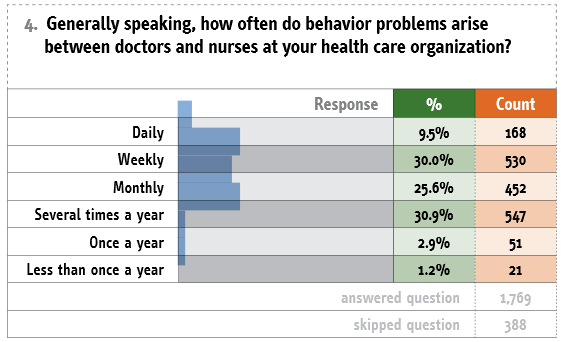 4. Generally speaking, how often do behavior problems arise
between doctors and nurses at your health care organization?
Response % Count
Daily 9.5% 168
Weekly 30.0% 530
Monthly 25.6% 452
Several times a year 30.9% 547
Once a year 2.9% 51
Less than once a year 1.2% 21
answered question 1,769
skipped question 388